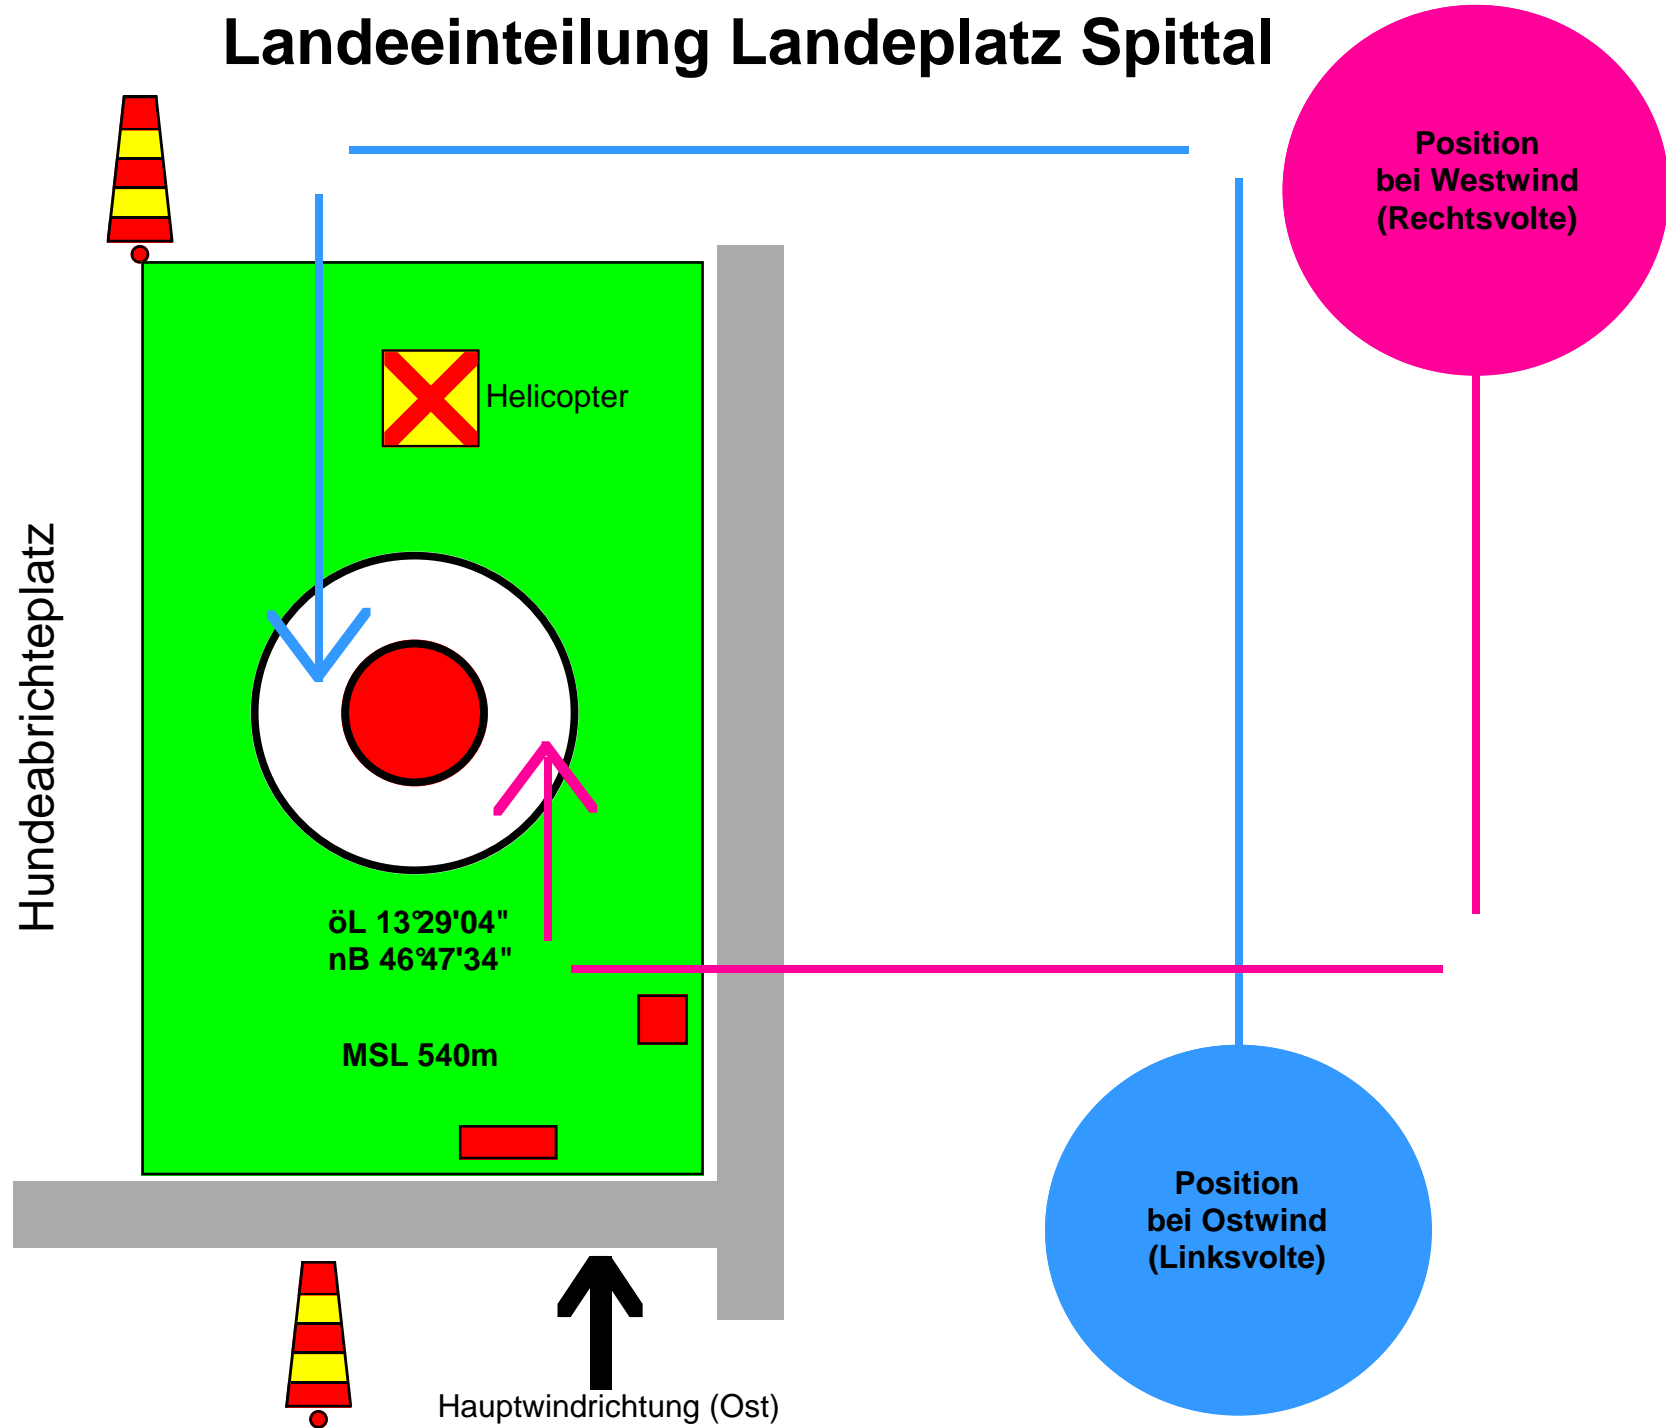 Landeeinteilung Landeplatz Spittal
Position
bei Westwind
(Rechtsvolte)
Helicopter
Hundeabrichteplatz
öL 13°29'04"
nB 46°47'34"
MSL 540m
Position
bei Ostwind
(Linksvolte)
Hauptwindrichtung (Ost)